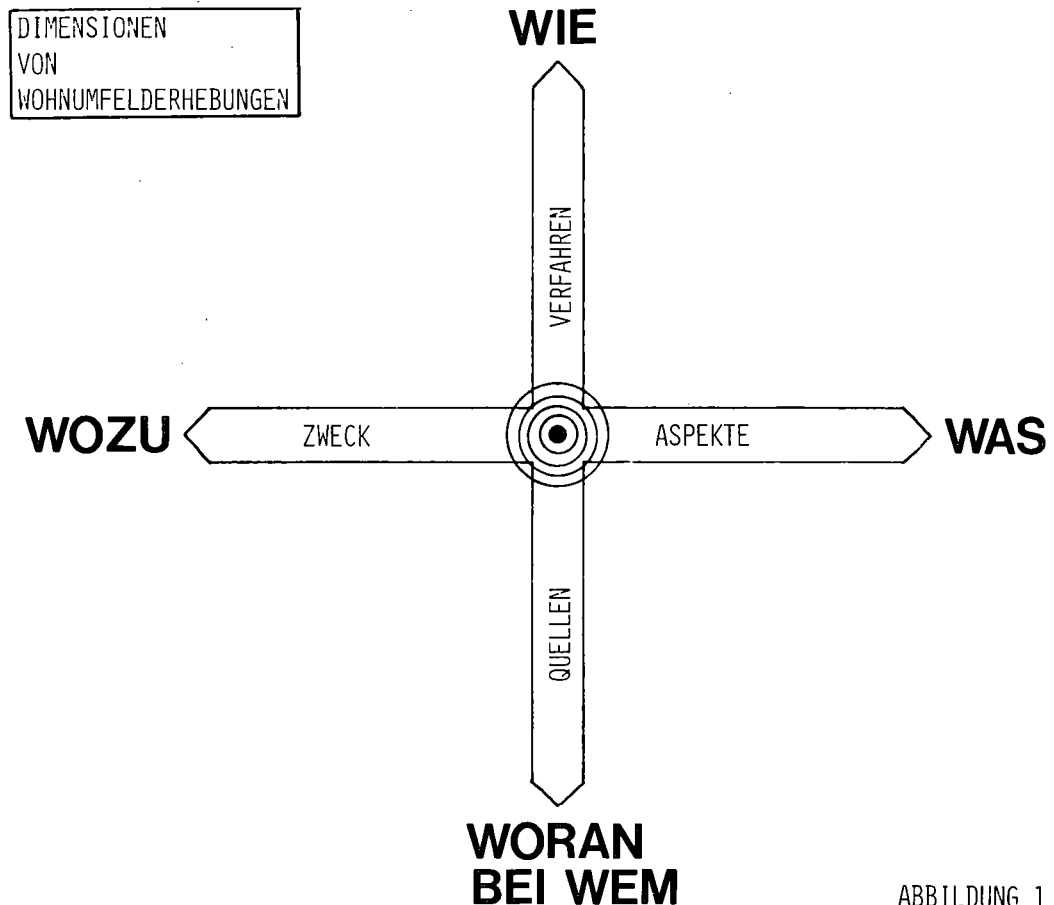 DIMENSIONEN
VON
WOHNUMFELDERHEBUNGEN
WIE
VERFAHREN
WOZU
ZWECK
ASPEKTE
WAS
QUELLEN
WORAN
BEI WEM
ABBILDUNG 1